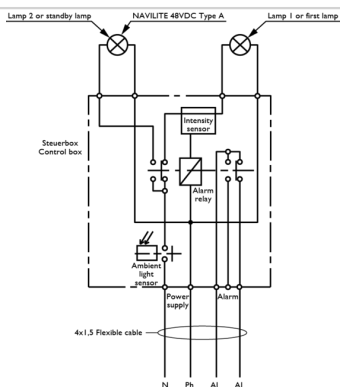 Lamp 2 or standby lamp
NAVILITE 48VDC Type A
Lamp 1 or first lamp
Intensity
sensor
Steuerbox
Control box
Alarm
relay
Ambient
light
sensor
Power
supply
Alarm
4x1,5 Flexible cable
N
Ph
Al
Al